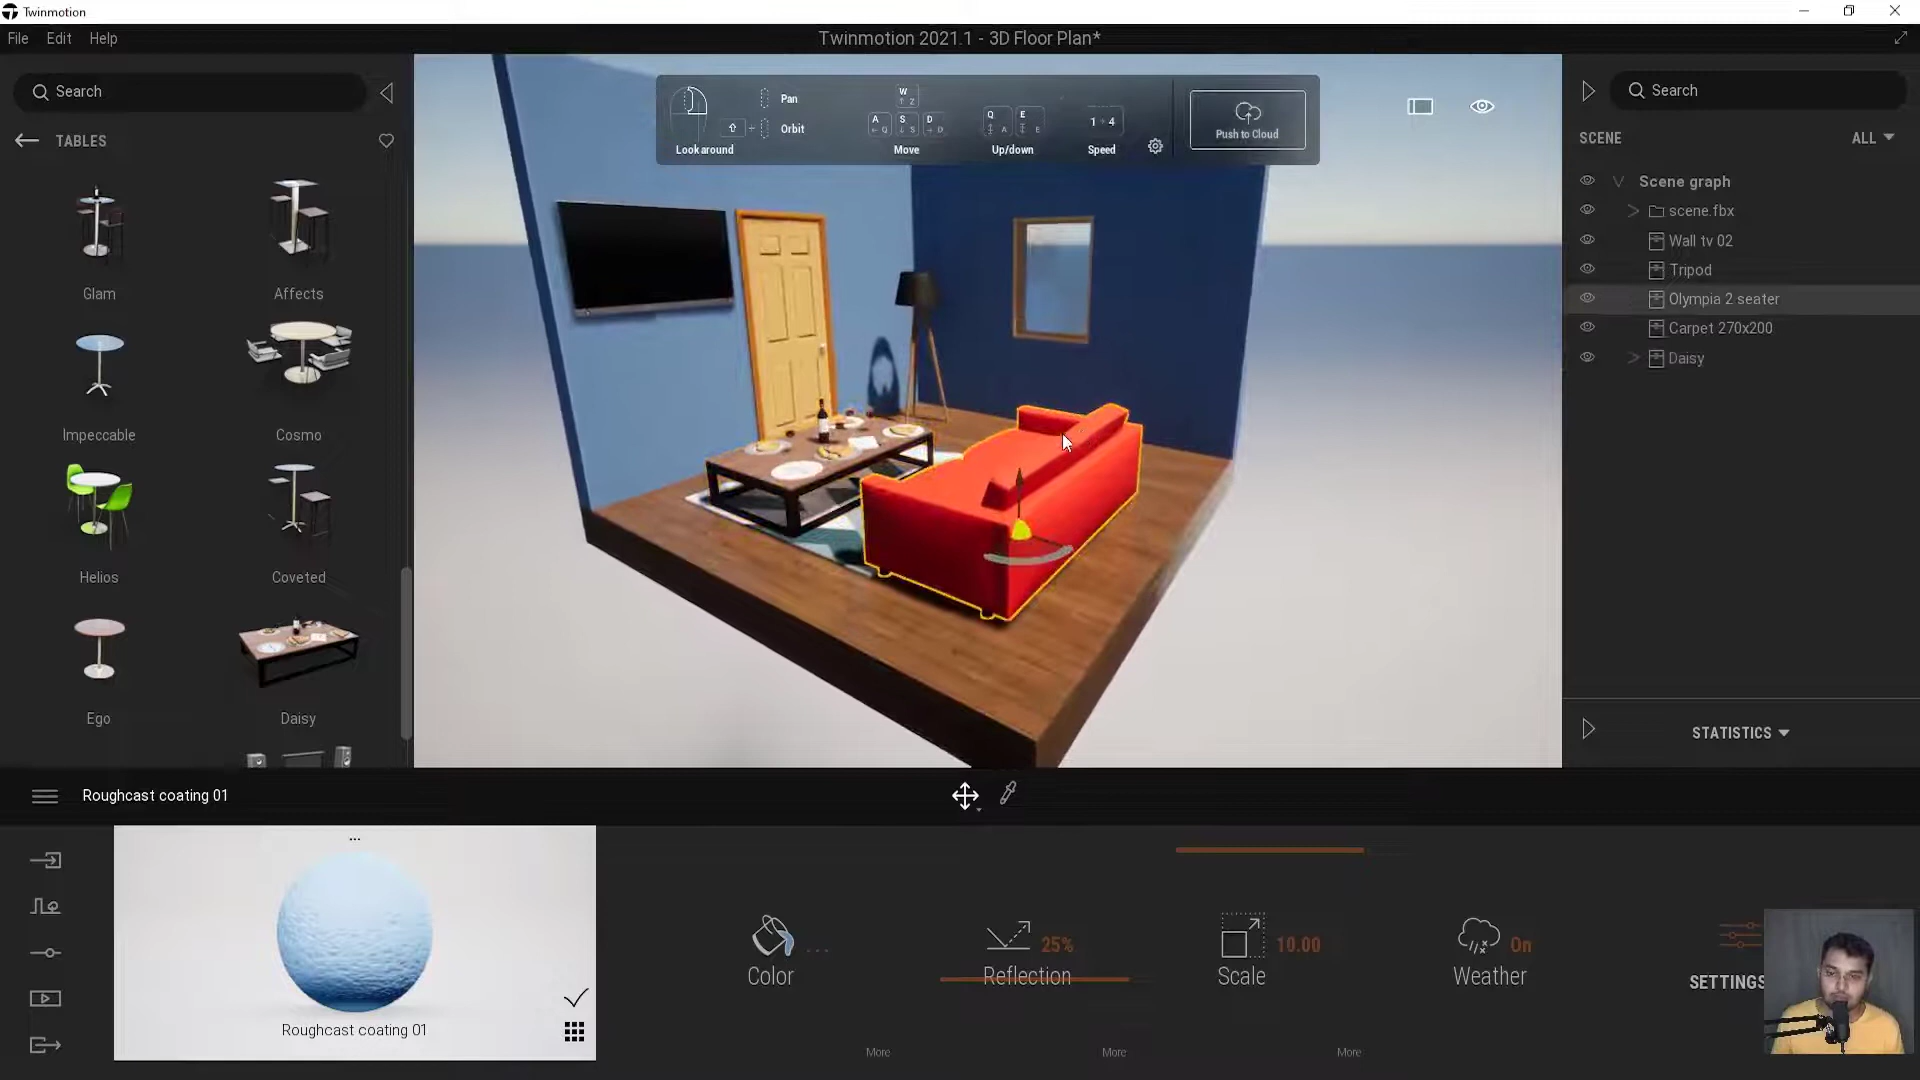 Twinmotion
File Edit Help
Twinmotion 2021.1 - 3D Floor Plan*
Search
TABLES
Glam
Affects
Impeccable
Cosmo
Helios
Coveted
Ego
Daisy
Look around
Pan
Orbit
W
Z
A
Q
S
S
D
D
Move
Q
A
E
E
Up/down
1 4
Speed
Push to Cloud
Search
SCENE
ALL
Scene graph
scene.fbx
Wall tv 02
Tripod
Olympia 2 seater
Carpet 270x200
Daisy
STATISTICS
Roughcast coating 01
...
Roughcast coating 01
...
Color
25%
Reflection
10.00
Scale
On
Weather
SETTINGS
More
More
More